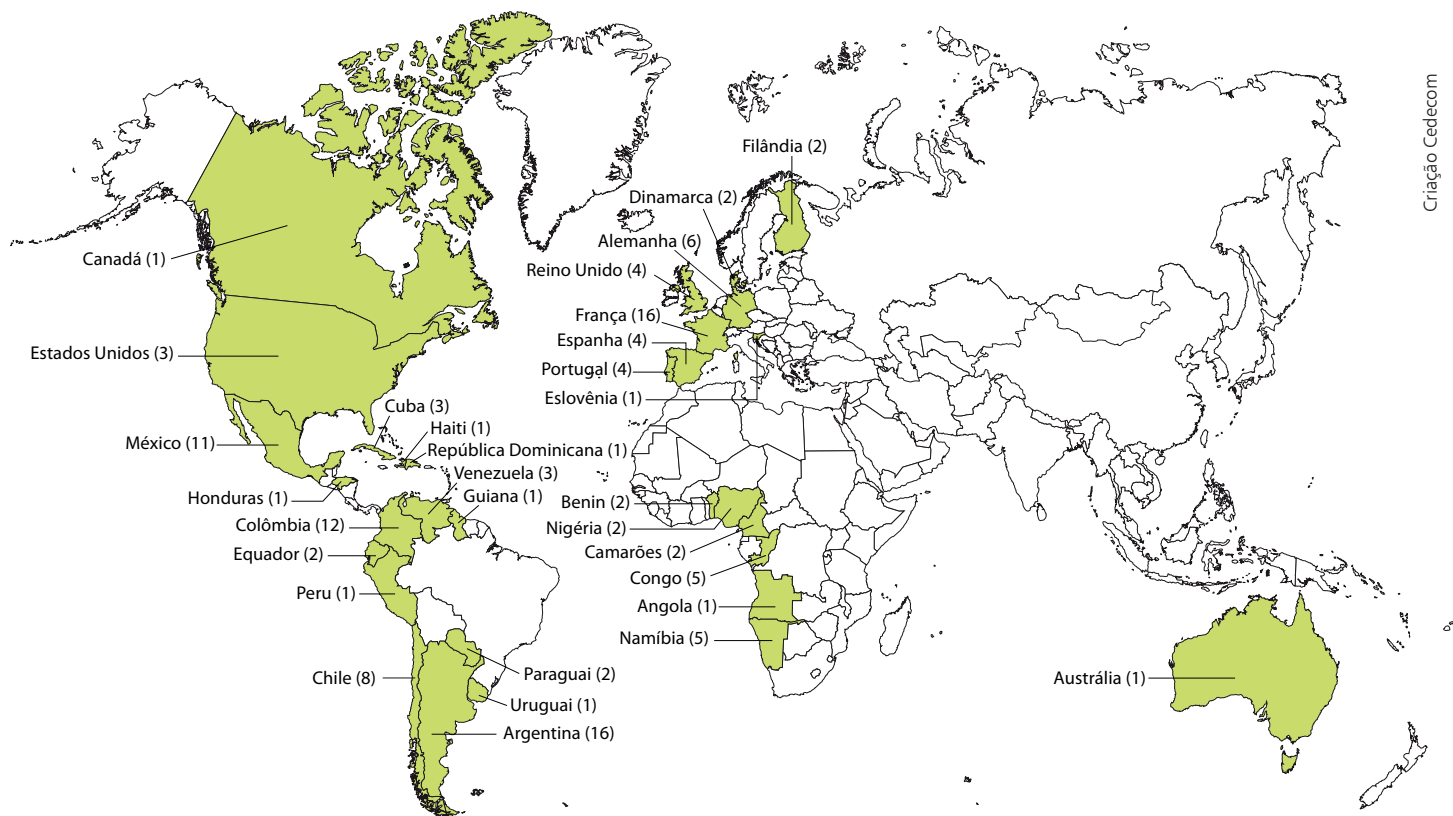 Criação Cedecom
Filândia (2)
Dinamarca (2)
Alemanha (6)
Canadá (1)
Reino Unido (4)
França (16)
Espanha (4)
Estados Unidos (3)
Portugal (4)
Eslovênia (1)
Cuba (3)
Haiti (1)
México (11)
República Dominicana (1)
Venezuela (3)
Honduras (1)
Guiana (1)
Benin (2)
Colômbia (12)
Nigéria (2)
Equador (2)
Camarões (2)
Congo (5)
Peru (1)
Angola (1)
Namíbia (5)
Chile (8)
Paraguai (2)
Austrália (1)
Uruguai (1)
Argentina (16)